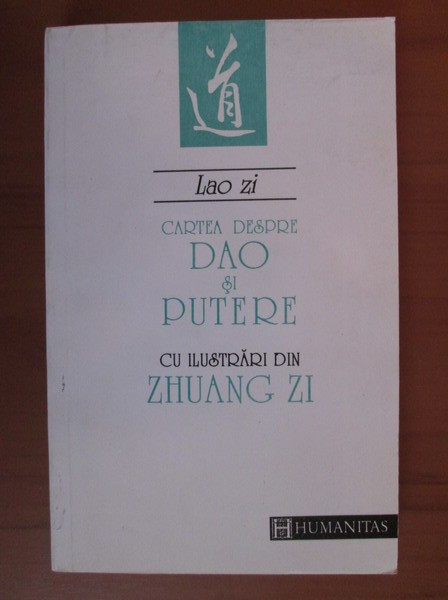 道
Lao zi
CARTEA DESPRE
DAO
ŞI
PUTERE
CU ILUSTRĂRI DIN
ZHUANG ZI
HUMANITAS